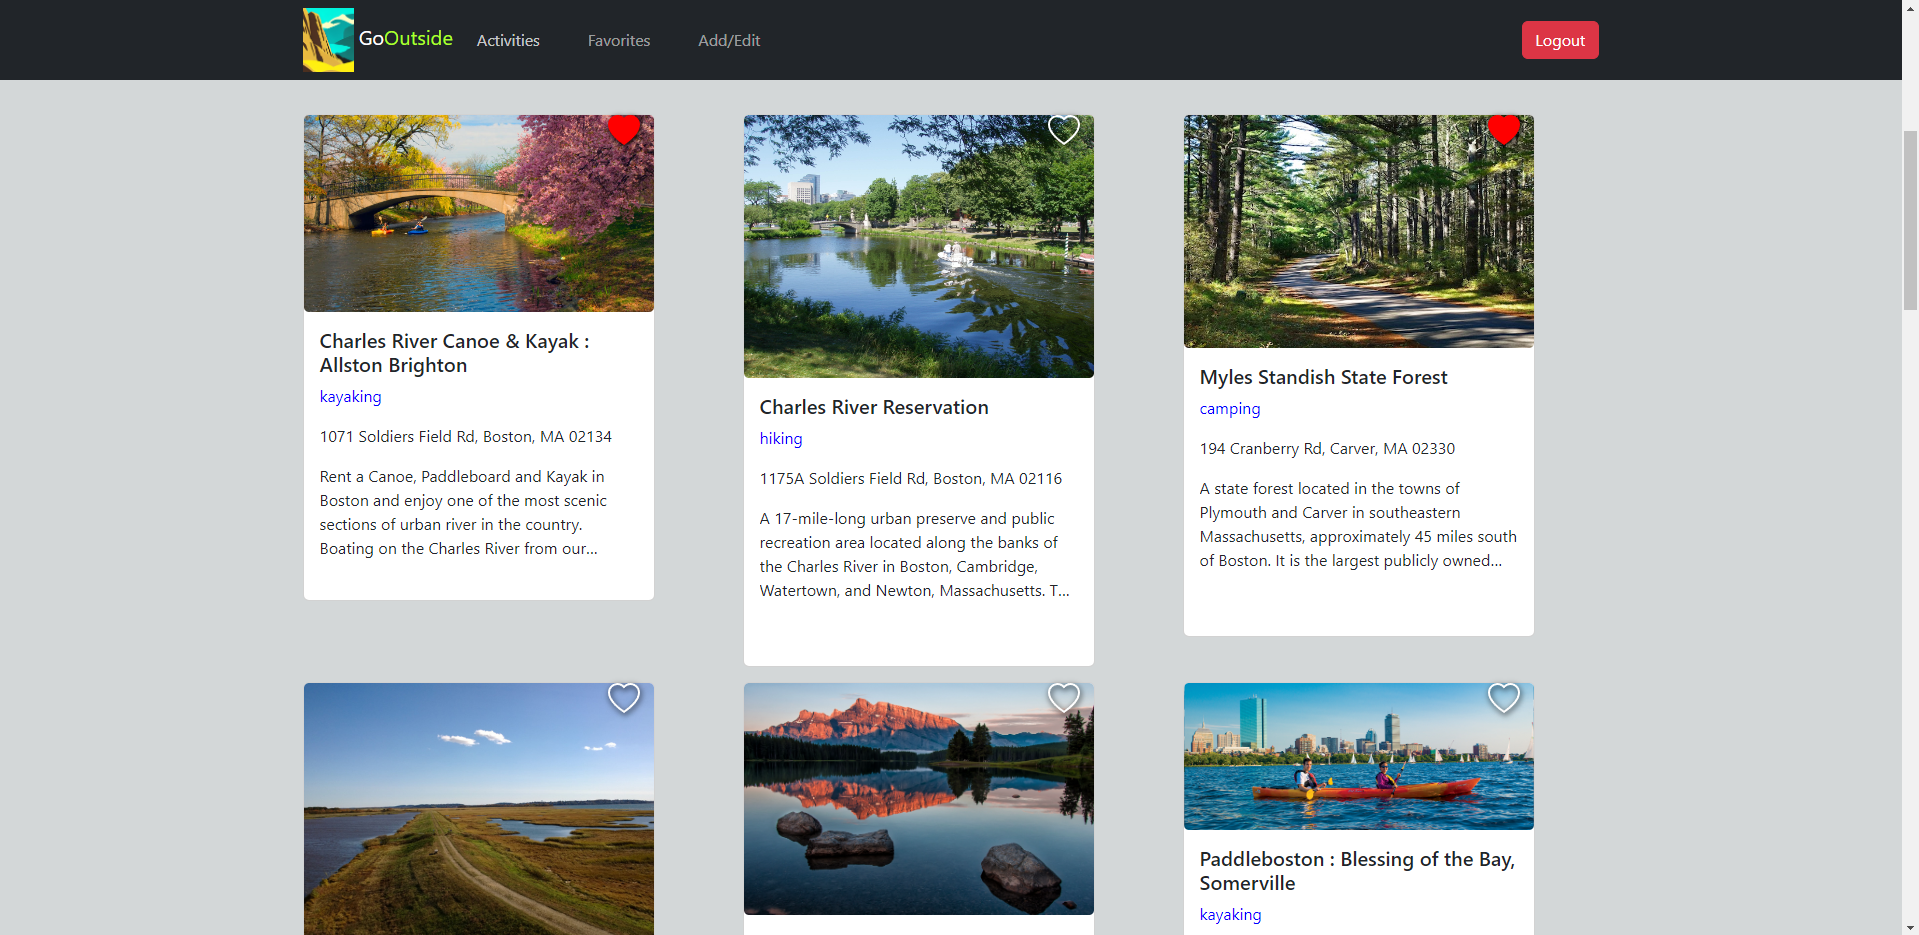 GoOutside
Activities
Favorites
Add/Edit
Logout
Charles River Canoe & Kayak :
Allston Brighton
kayaking
1071 Soldiers Field Rd, Boston, MA 02134
Rent a Canoe, Paddleboard and Kayak in
Boston and enjoy one of the most scenic
sections of urban river in the country.
Boating on the Charles River from our...
Charles River Reservation
hiking
1175A Soldiers Field Rd, Boston, MA 02116
A 17-mile-long urban preserve and public
recreation area located along the banks of
the Charles River in Boston, Cambridge,
Watertown, and Newton, Massachusetts. T...
Myles Standish State Forest
camping
194 Cranberry Rd, Carver, MA 02330
A state forest located in the towns of
Plymouth and Carver in southeastern
Massachusetts, approximately 45 miles south
of Boston. It is the largest publicly owned...
Paddleboston : Blessing of the Bay,
Somerville
kayaking